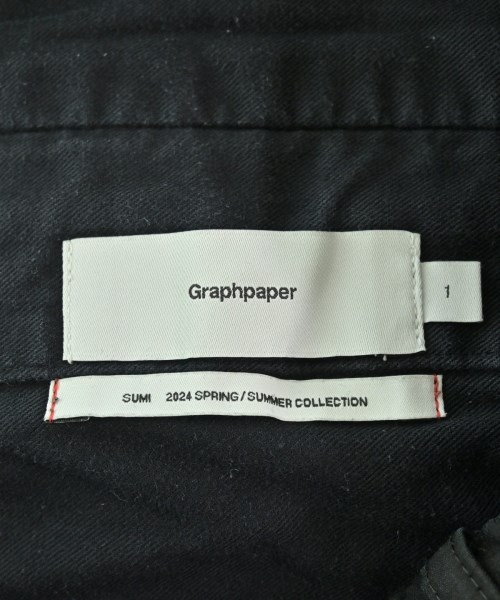 Graphpaper
1
SUMI 2024 SPRING/SUMMER COLLECTION